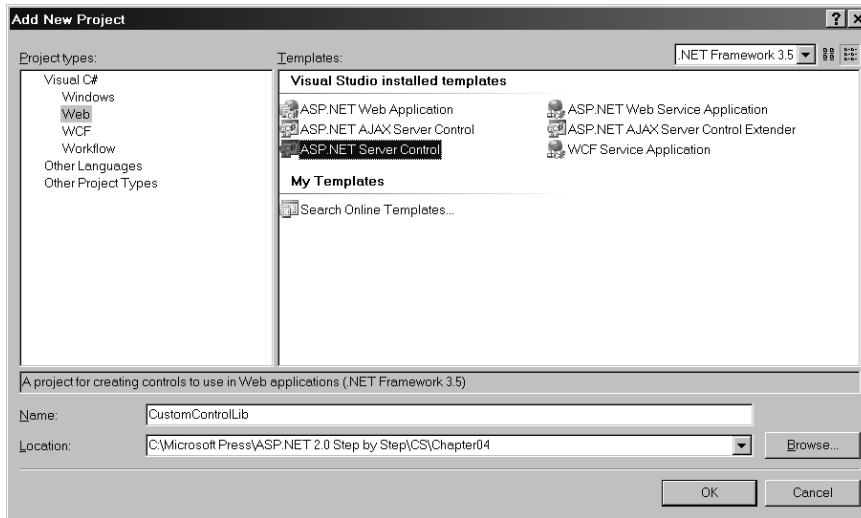 Add New Project
Project types:
Templates:
.NET Framework 3.5
Visual C#
Windows
Web
WCF
Workflow
Other Languages
Other Project Types
Visual Studio installed templates
ASP.NET Web Application
ASP.NET Web Service Application
ASP.NET AJAX Server Control
ASP.NET AJAX Server Control Extender
ASP.NET Server Control
WCF Service Application
My Templates
Search Online Templates...
A project for creating controls to use in Web applications (.NET Framework 3.5)
Name:
CustomControlLib
Location:
C:\Microsoft Press\ASP.NET 2.0 Step by Step\CS\Chapter04
Browse...
OK
Cancel